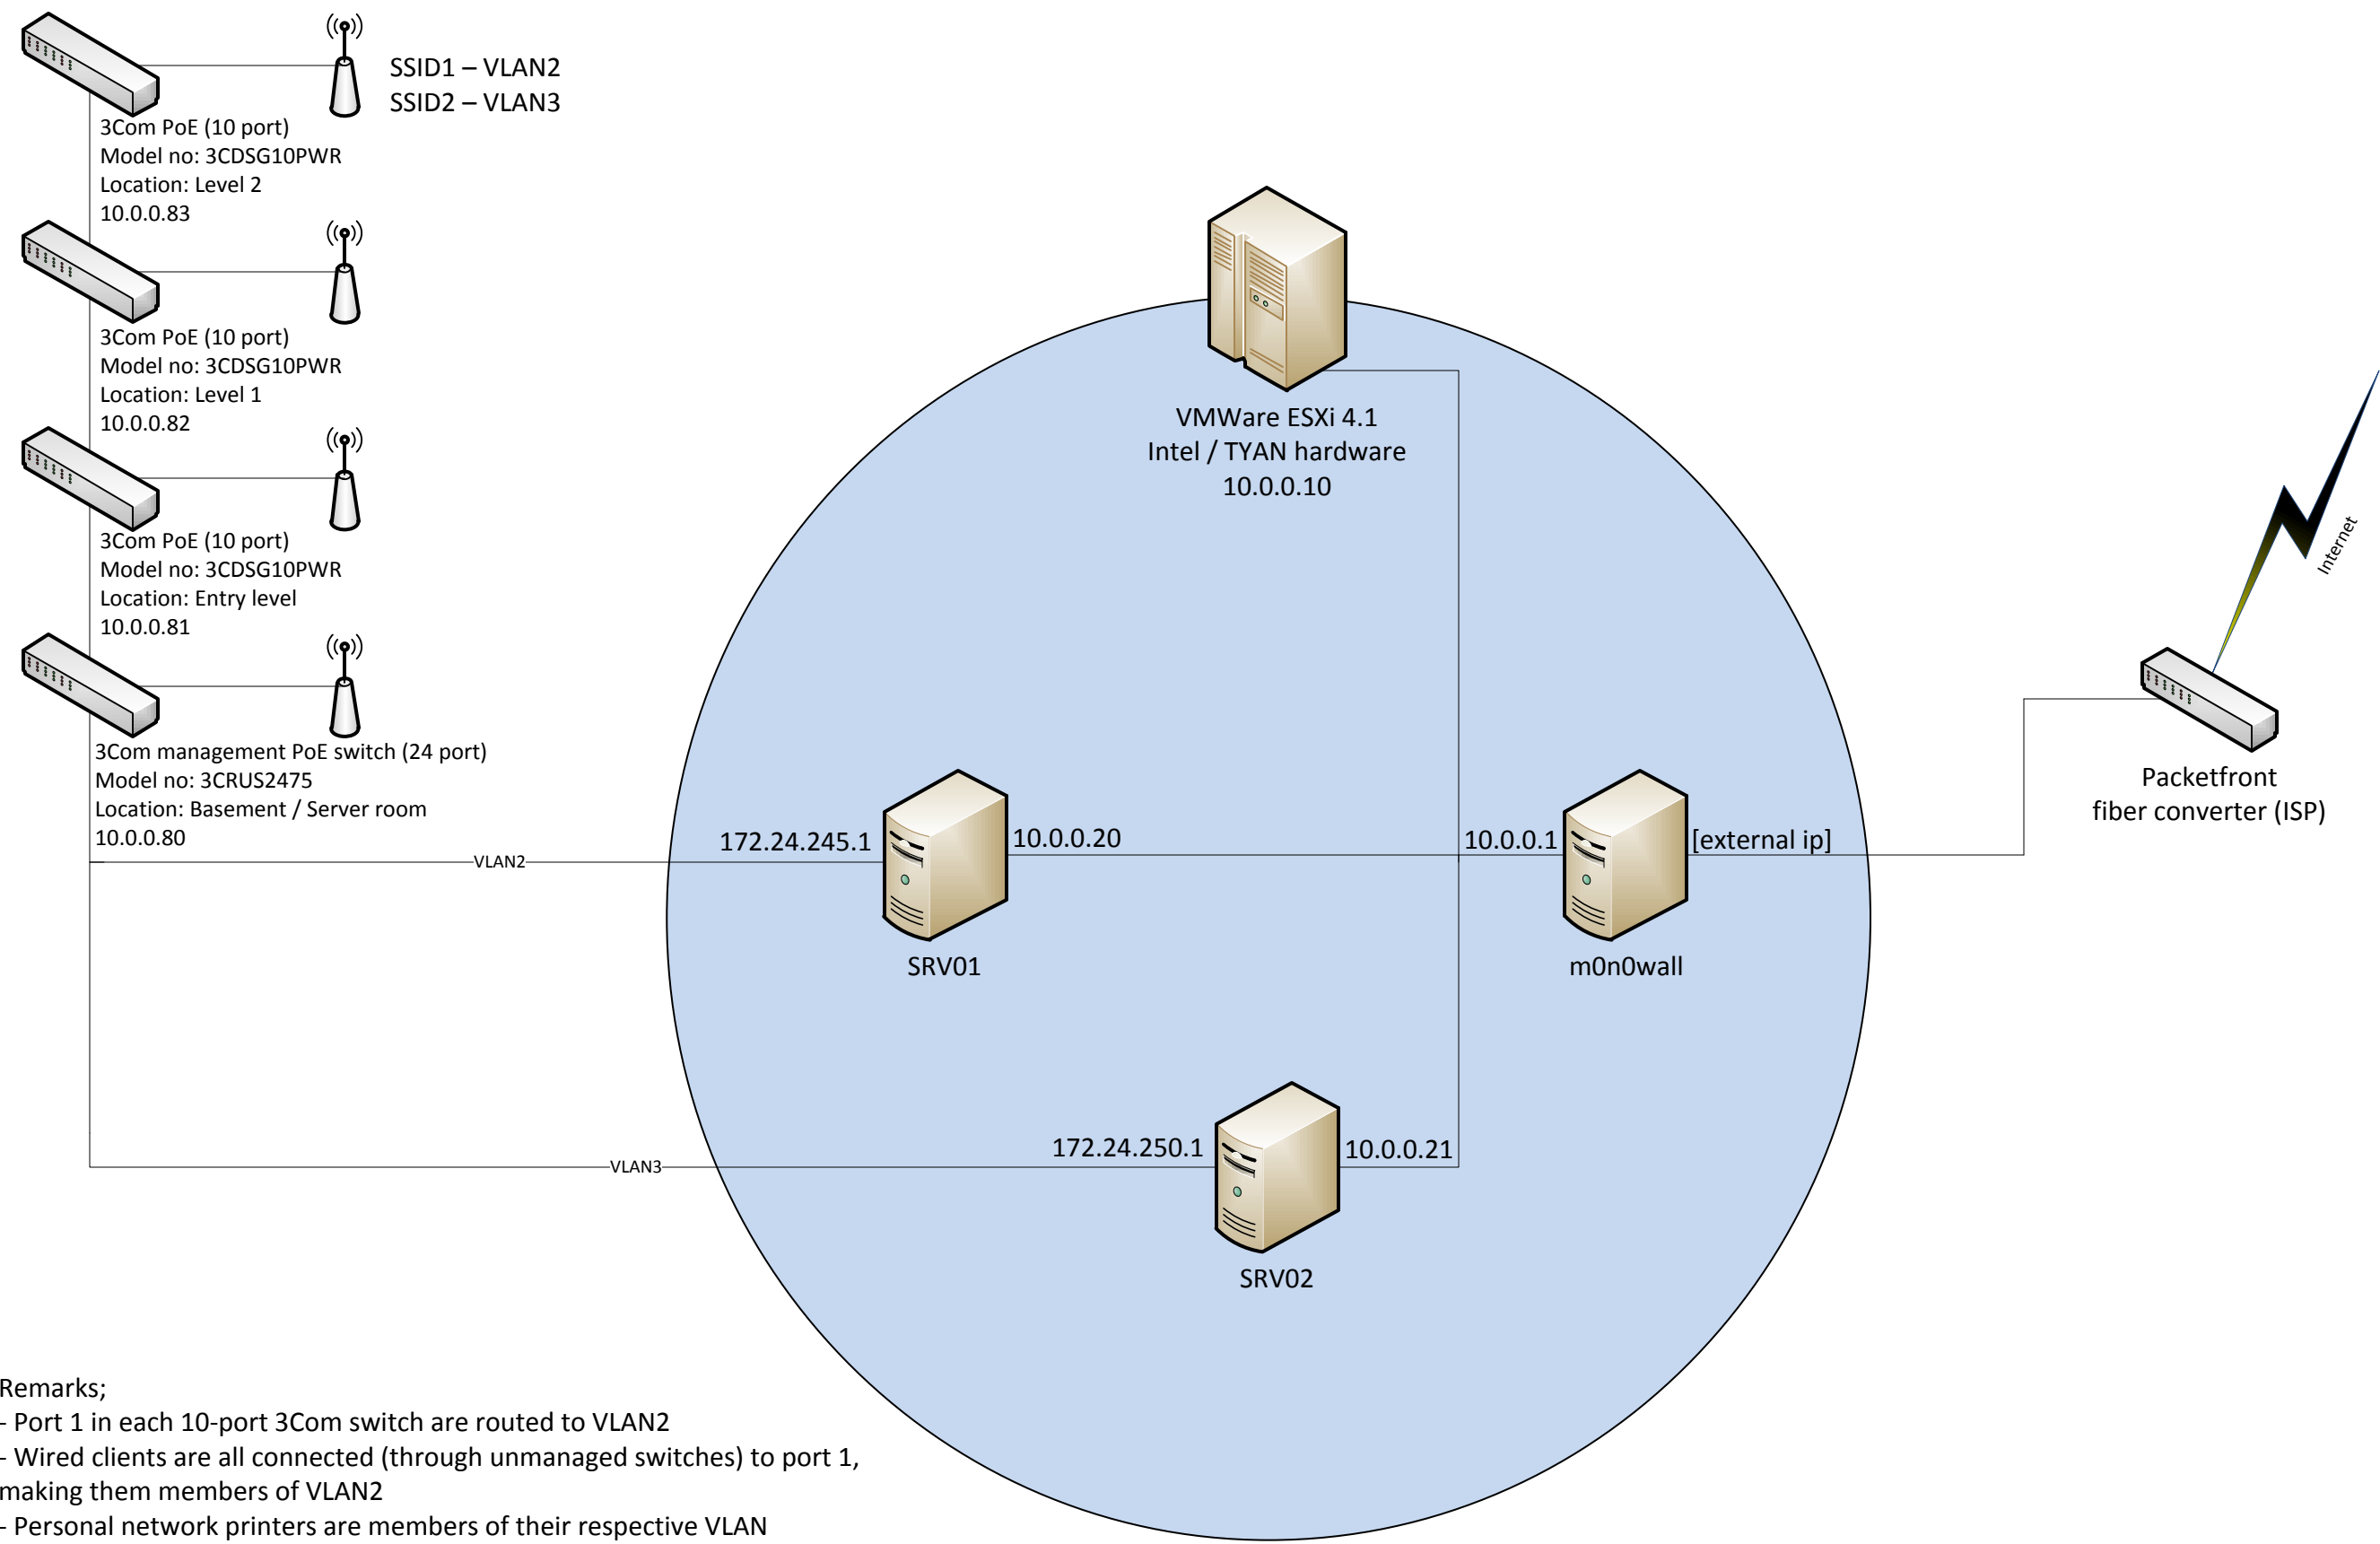 SSID1 – VLAN2
SSID2 – VLAN3
3Com PoE (10 port)
Model no: 3CDSG10PWR
Location: Level 2
10.0.0.83
3Com PoE (10 port)
Model no: 3CDSG10PWR
Location: Level 1
10.0.0.82
3Com PoE (10 port)
Model no: 3CDSG10PWR
Location: Entry level
10.0.0.81
3Com management PoE switch (24 port)
Model no: 3CRUS2475
Location: Basement / Server room
10.0.0.80
VLAN2
VLAN3
VMWare ESXi 4.1
Intel / TYAN hardware
10.0.0.10
172.24.245.1
10.0.0.20
SRV01
10.0.0.1
[external ip]
m0n0wall
172.24.250.1
10.0.0.21
SRV02
Internet
Packetfront
fiber converter (ISP)
Remarks;
- Port 1 in each 10-port 3Com switch are routed to VLAN2
- Wired clients are all connected (through unmanaged switches) to port 1,
making them members of VLAN2
- Personal network printers are members of their respective VLAN